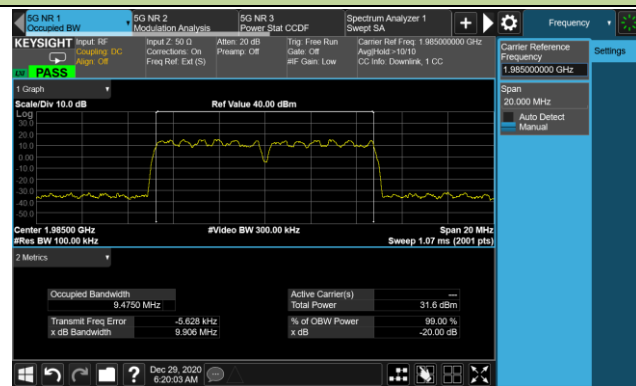 5G NR 1
Occupied BW
5G NR 2
Modulation Analysis
5G NR 3
Power Stat CCDF
Spectrum Analyzer 1
Swept SA
Frequency
KEYSIGHT
Input: RF
Coupling: DC
Align: Off
Input Z: 50 Ω
Corrections: On
Freq Ref: Ext (S)
Atten: 20 dB
Preamp: Off
Trig: Free Run
Gate: Off
#IF Gain: Low
Carrier Ref Freq: 1.985000000 GHz
Avg|Hold:>10/10
CC Info: Downlink, 1 CC
PASS
Carrier Reference
Frequency
1.985000000 GHz
Settings
Span
20.000 MHz
Auto Detect
Manual
1 Graph
Scale/Div 10.0 dB
Ref Value 40.00 dBm
Log
30.0
20.0
10.0
0.00
-10.0
-20.0
-30.0
-40.0
-50.0
Center 1.98500 GHz
#Res BW 100.00 kHz
#Video BW 300.00 kHz
Span 20 MHz
Sweep 1.07 ms (2001 pts)
2 Metrics
Occupied Bandwidth
9.4750 MHz
Active Carrier(s) ---
Total Power 31.6 dBm
Transmit Freq Error -5.628 kHz
x dB Bandwidth 9.906 MHz
% of OBW Power 99.00 %
x dB -20.00 dB
?
Dec 29, 2020
6:20:03 AM